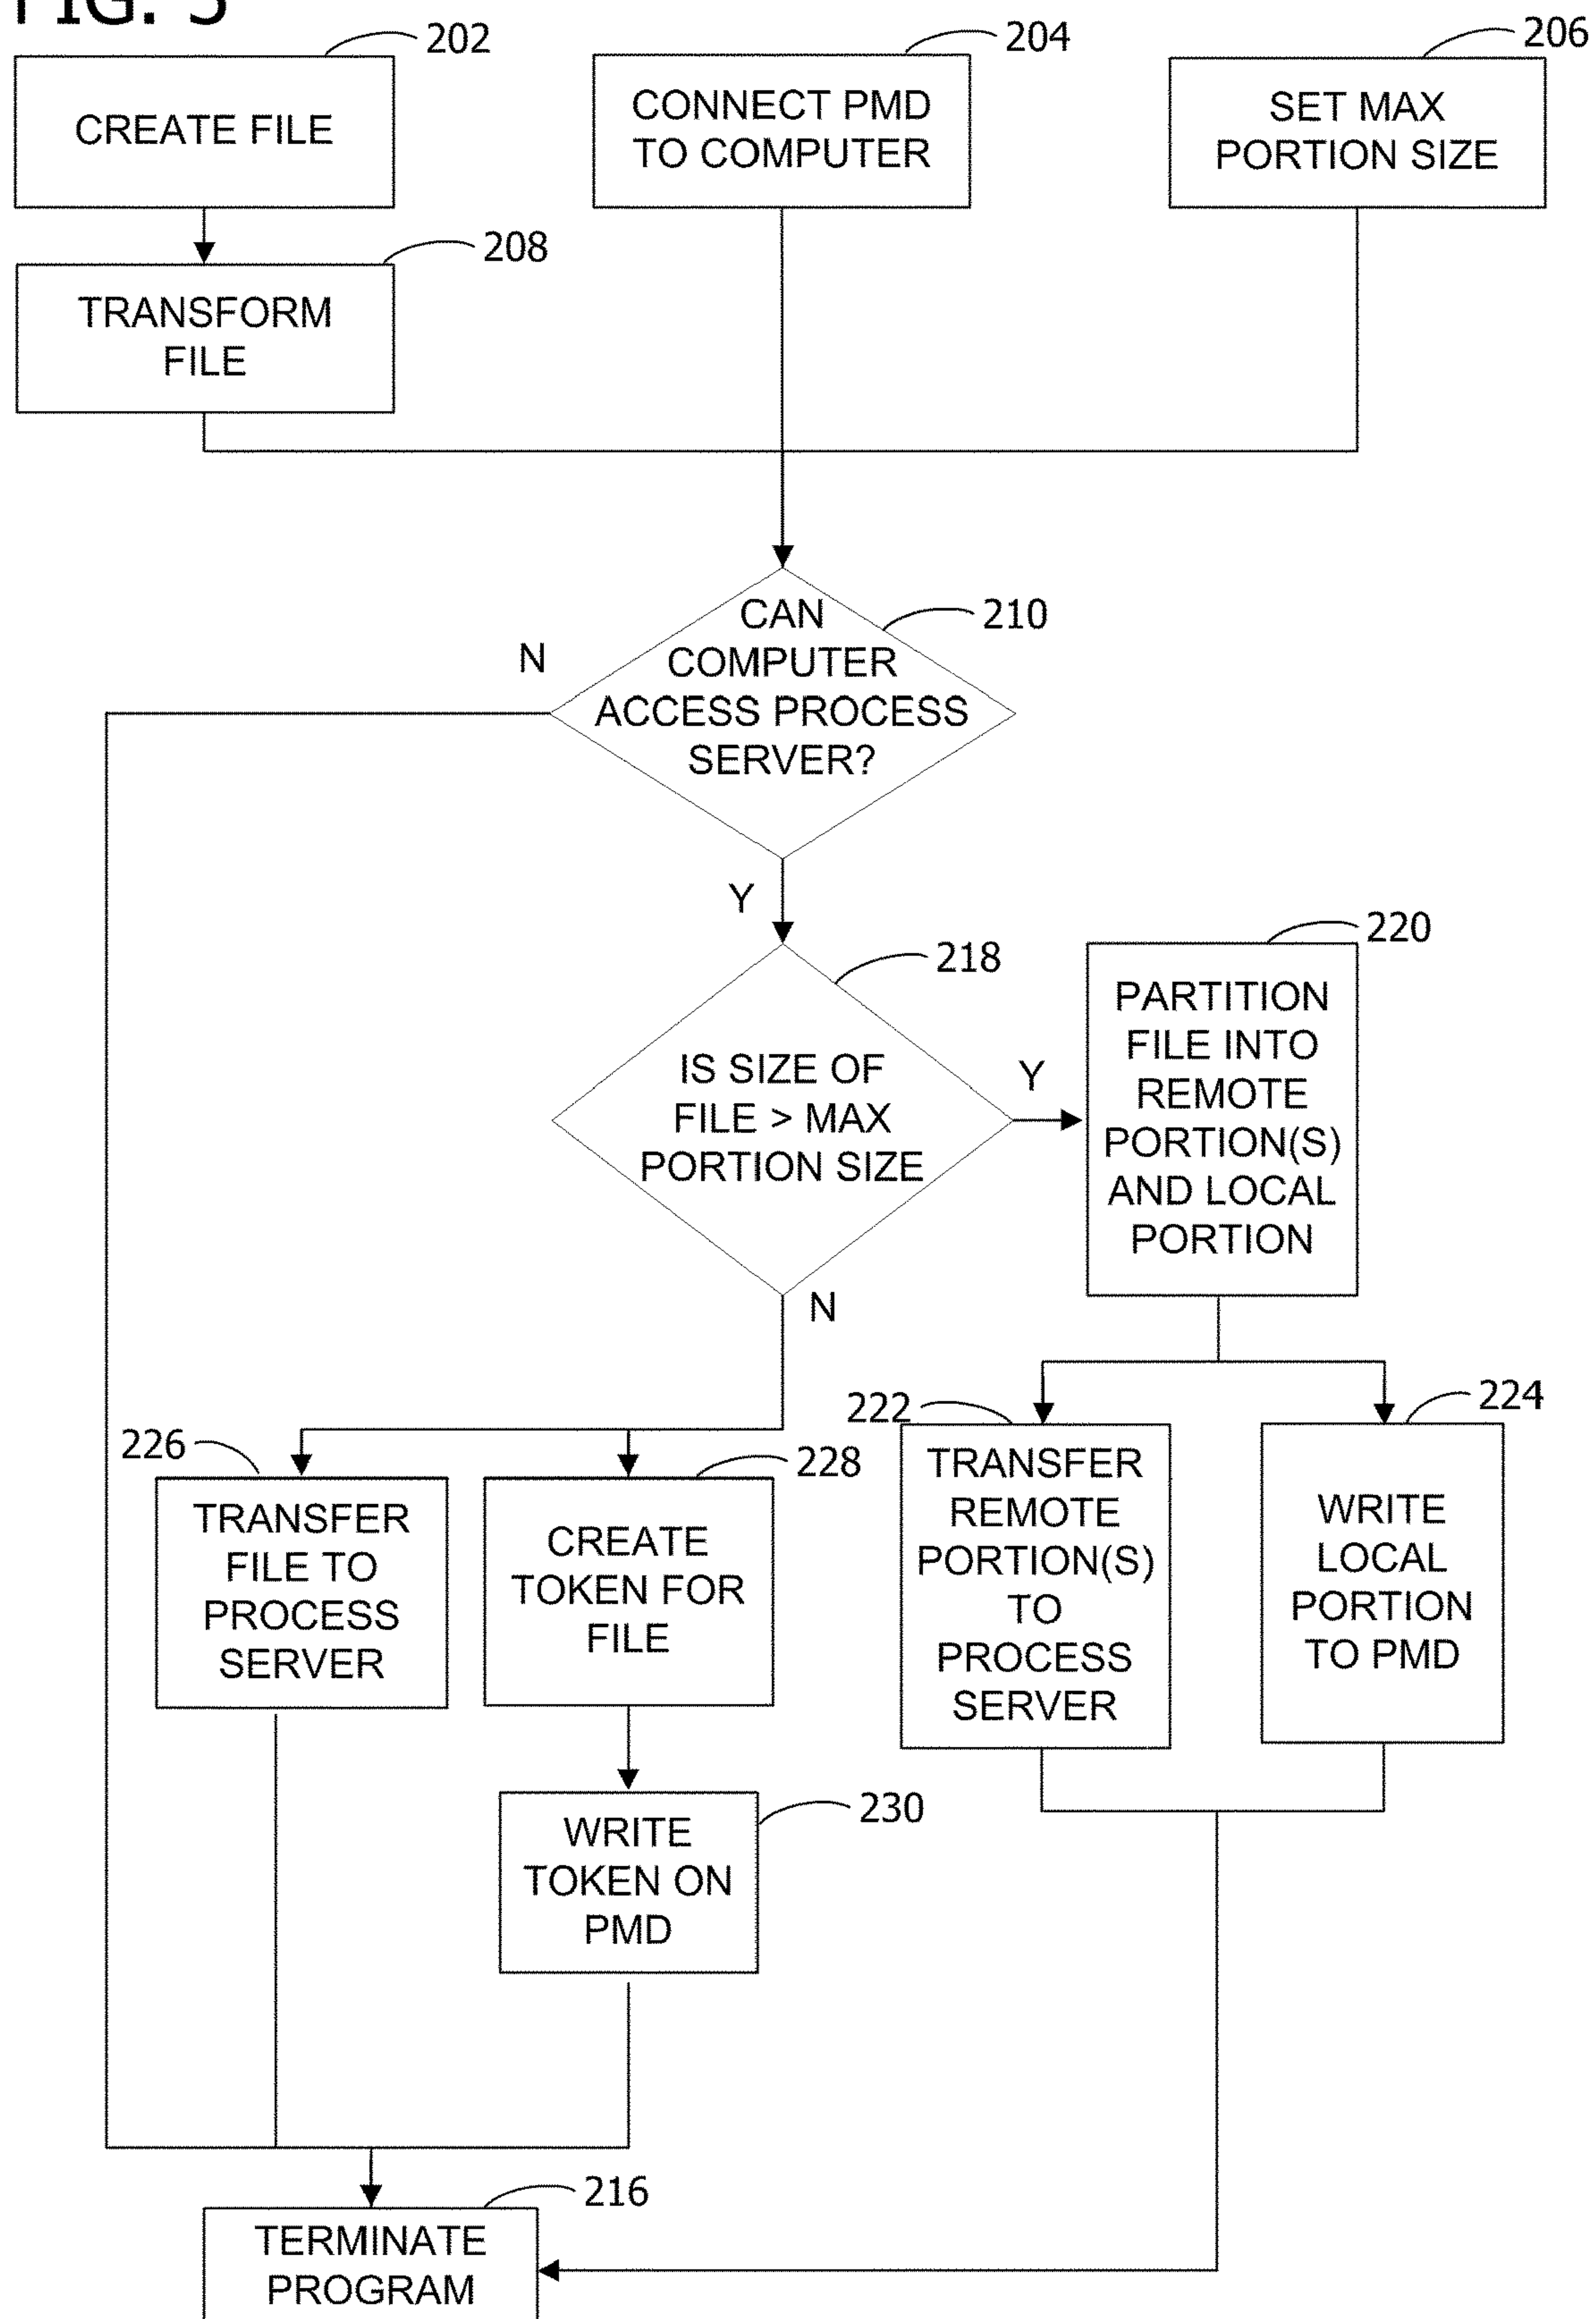 FIG. 3
202
CREATE FILE
204
CONNECT PMD
TO COMPUTER
206
SET MAX
PORTION SIZE
208
TRANSFORM
FILE
210
CAN
COMPUTER
ACCESS PROCESS
SERVER?
N
Y
218
IS SIZE OF
FILE > MAX
PORTION SIZE
Y
N
220
PARTITION
FILE INTO
REMOTE
PORTION(S)
AND LOCAL
PORTION
222
TRANSFER
REMOTE
PORTION(S)
TO
PROCESS
SERVER
224
WRITE
LOCAL
PORTION
TO PMD
226
TRANSFER
FILE TO
PROCESS
SERVER
228
CREATE
TOKEN FOR
FILE
230
WRITE
TOKEN ON
PMD
216
TERMINATE
PROGRAM